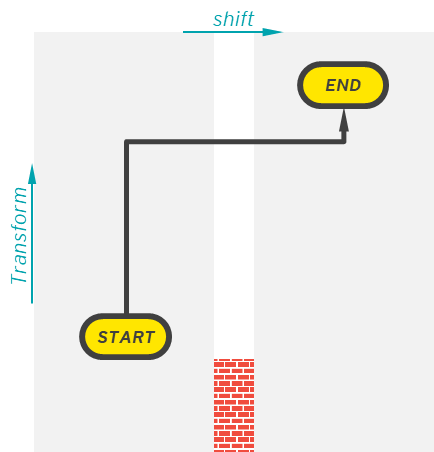 shift
END
Transform
START